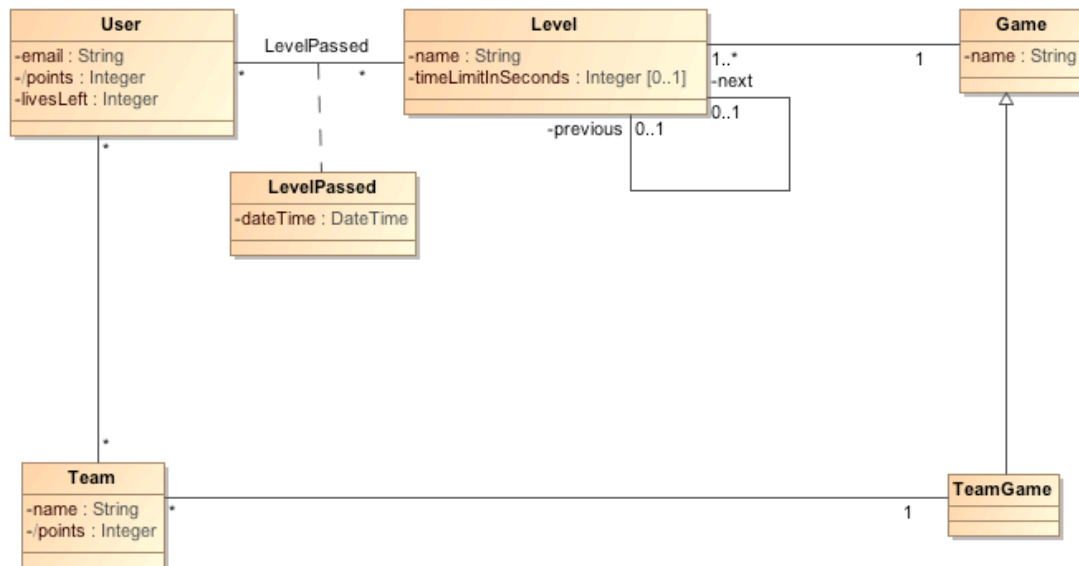 User
-email : String
-/points : Integer
-livesLeft : Integer
LevelPassed
*
*
Level
-name : String
-timeLimitInSeconds : Integer [0..1]
1..*
1
-next
0..1
-previous
0..1
Game
-name : String
LevelPassed
-dateTime : DateTime
*
*
Team
-name : String
-/points : Integer
*
1
TeamGame